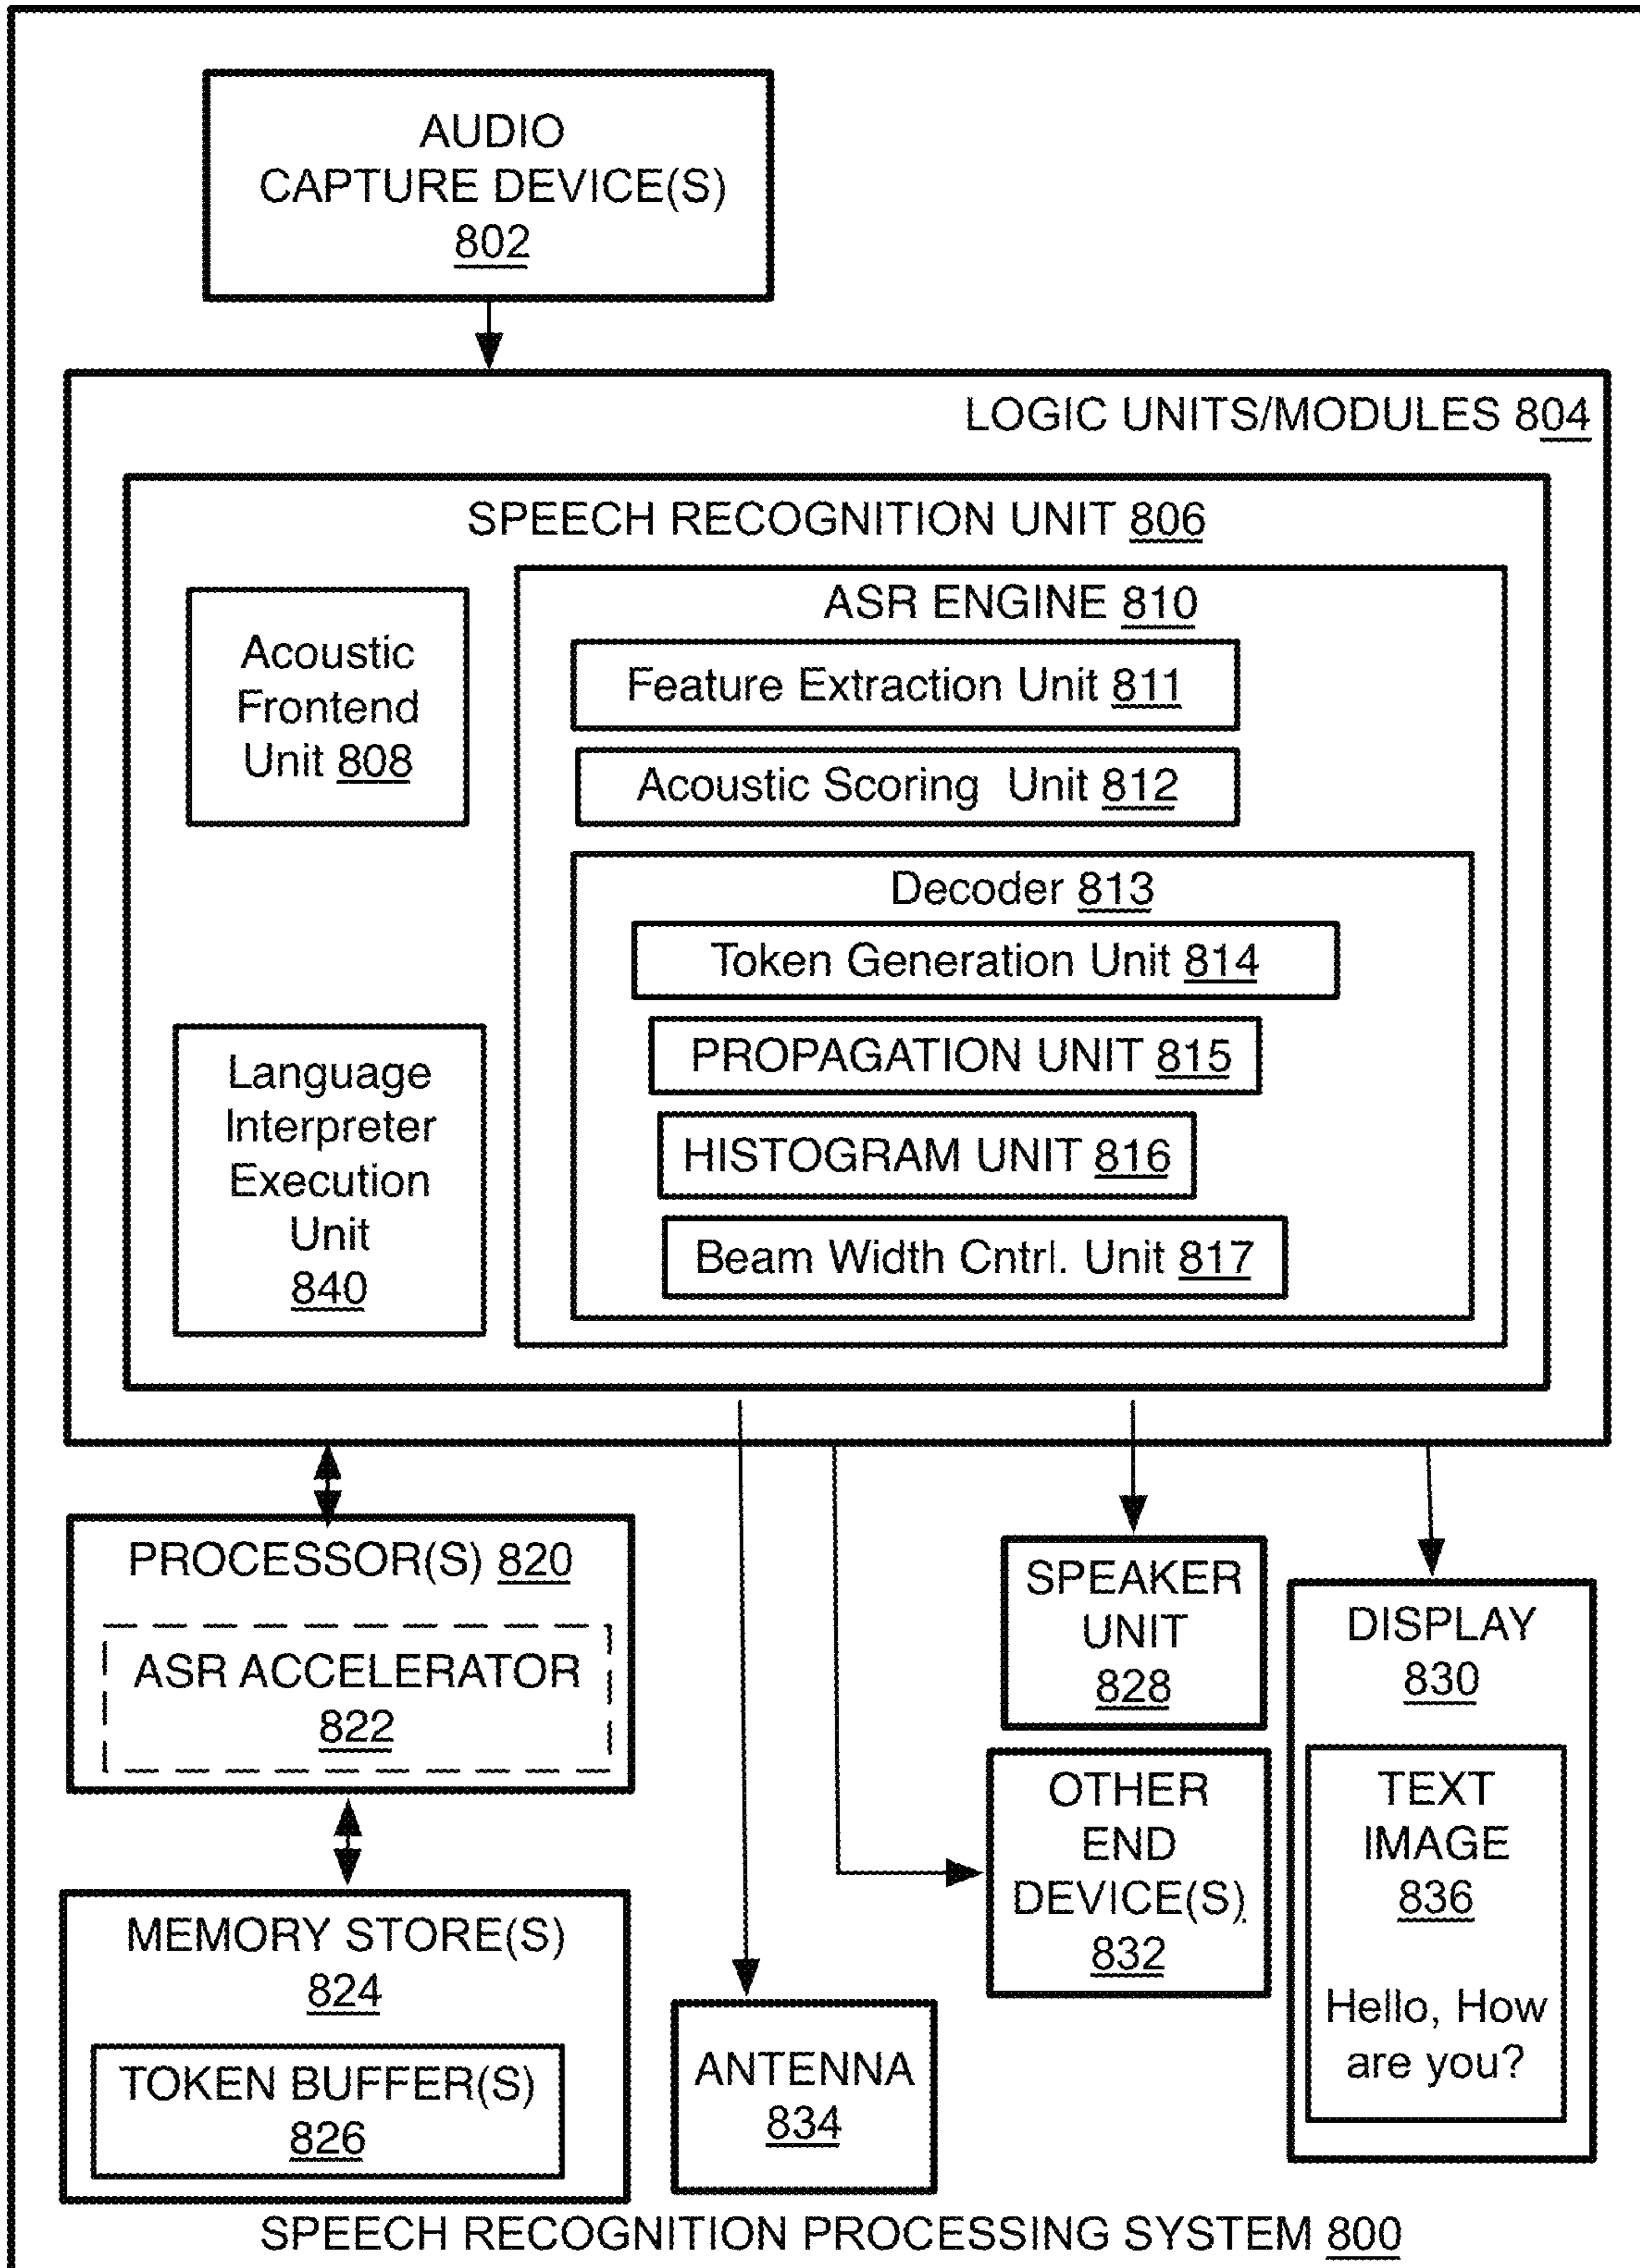 AUDIO
CAPTURE DEVICE(S)
802
LOGIC UNITS/MODULES 804
SPEECH RECOGNITION UNIT 806
Acoustic
Frontend
Unit 808
Language
Interpreter
Execution
Unit
840
ASR ENGINE 810
Feature Extraction Unit 811
Acoustic Scoring Unit 812
Decoder 813
Token Generation Unit 814
PROPAGATION UNIT 815
HISTOGRAM UNIT 816
Beam Width Cntrl. Unit 817
PROCESSOR(S) 820
ASR ACCELERATOR
822
MEMORY STORE(S)
824
TOKEN BUFFER(S)
826
ANTENNA
834
SPEAKER
UNIT
828
OTHER
END
DEVICE(S)
832
DISPLAY
830
TEXT
IMAGE
836
Hello, How
are you?
SPEECH RECOGNITION PROCESSING SYSTEM 800